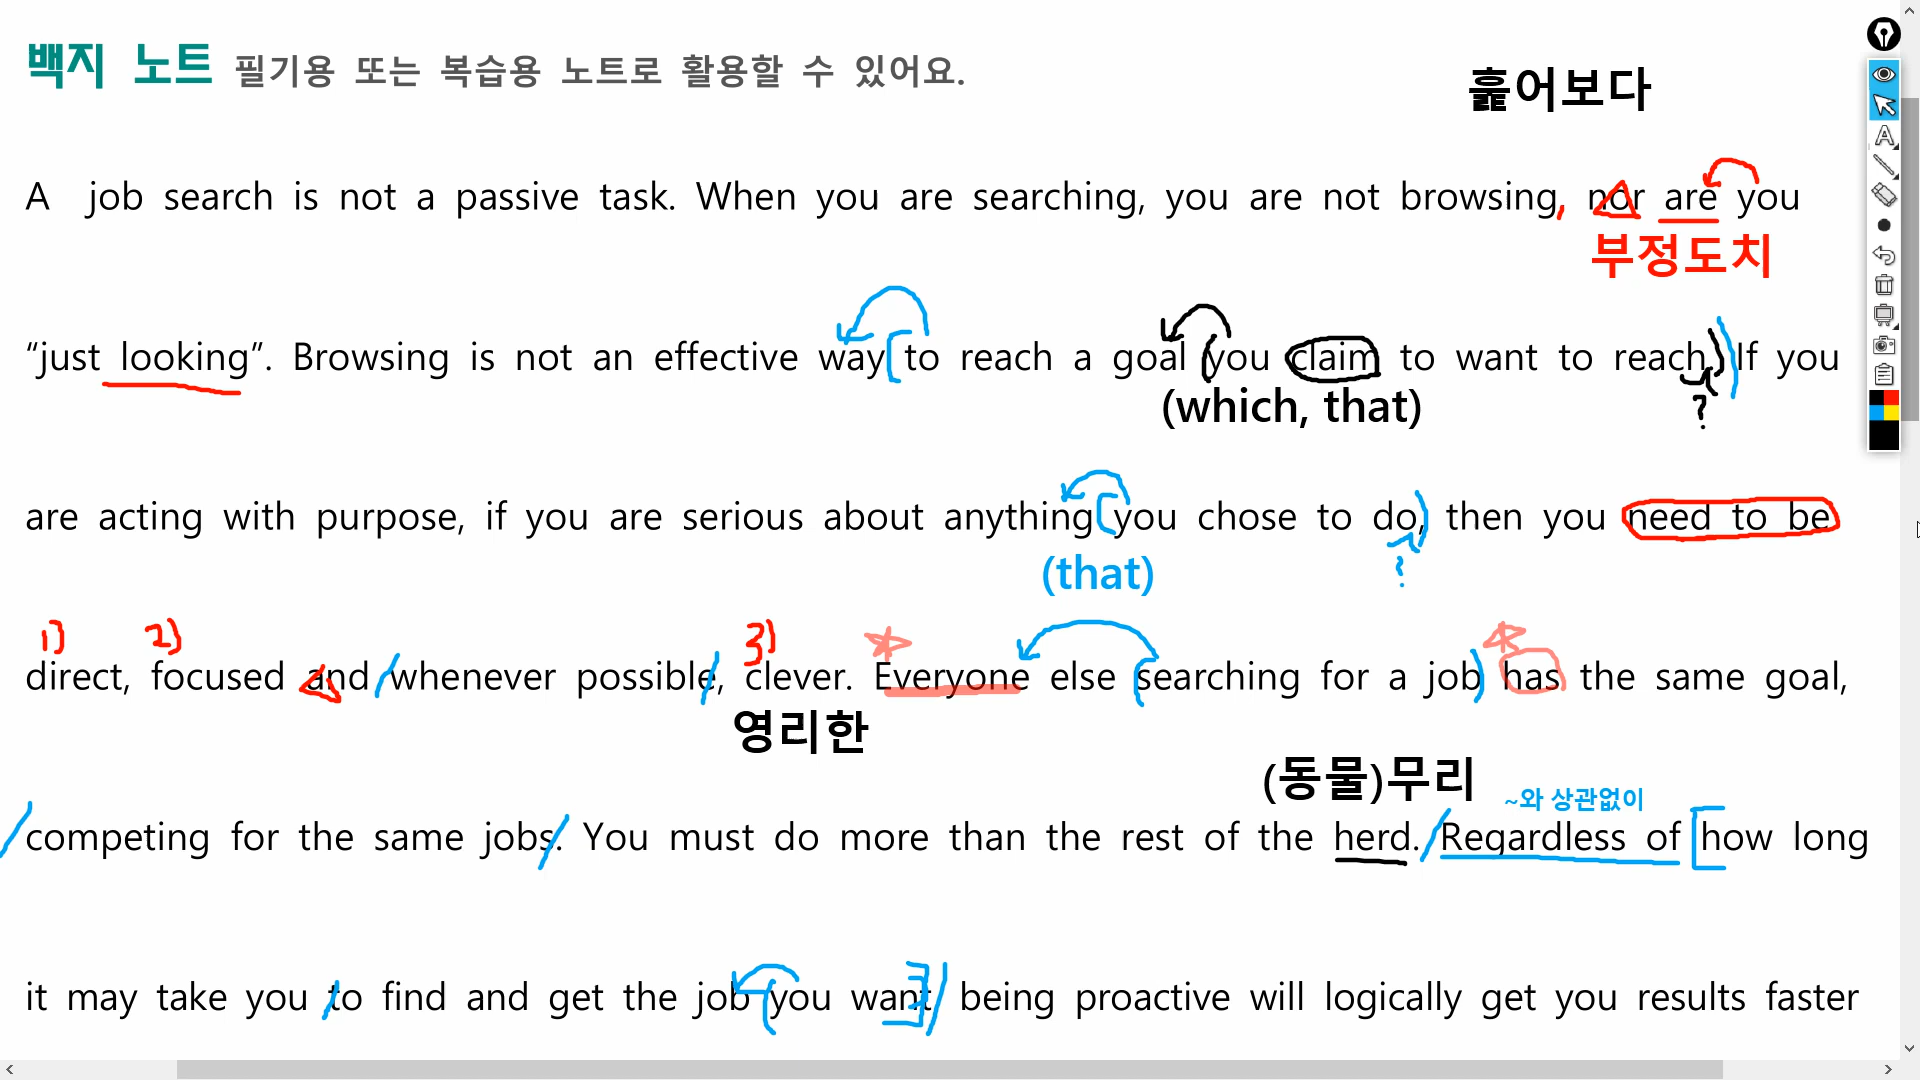 백지 노트 필기용 또는 복습용 노트로 활용할 수 있어요.
훑어보다
A job search is not a passive task. When you are searching, you are not browsing, nor are you
부정도치
“just looking”. Browsing is not an effective way to reach a goal you claim to want to reach. If you
(which, that)
?
are acting with purpose, if you are serious about anything you chose to do, then you need to be
(that)
?
1) 2) 3)
direct, focused and whenever possible, clever. Everyone else searching for a job has the same goal,
영리한
(동물)무리
~와 상관없이
competing for the same jobs. You must do more than the rest of the herd. Regardless of how long
it may take you to find and get the job you want, being proactive will logically get you results faster